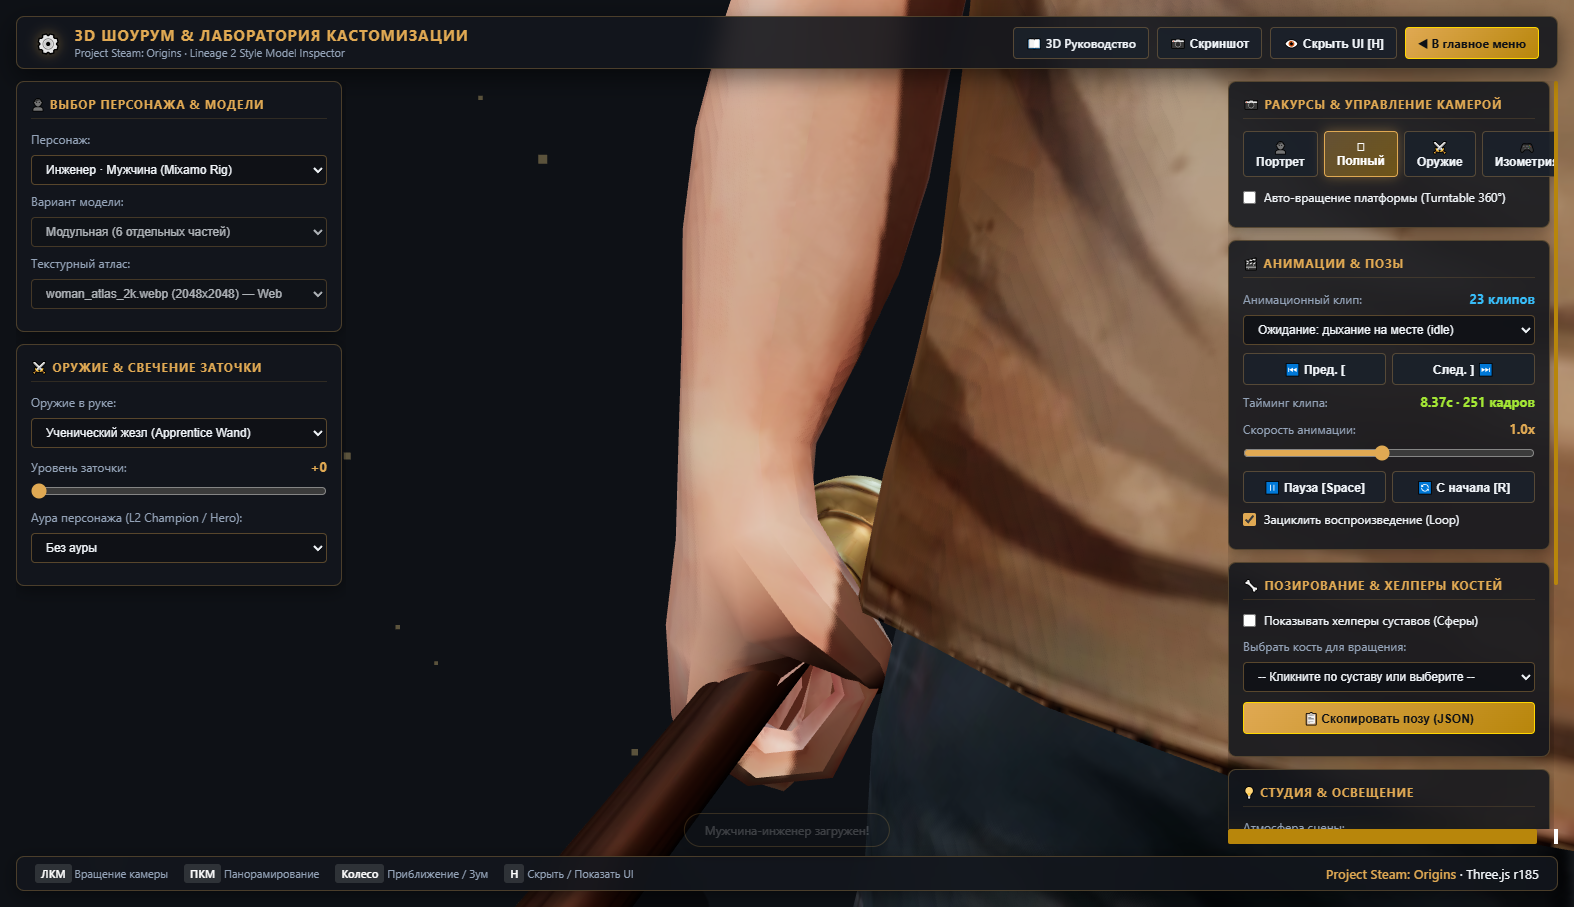 3D ШОУРУМ & ЛАБОРАТОРИЯ КАСТОМИЗАЦИИ
Project Steam: Origins · Lineage 2 Style Model Inspector
3D Руководство
Скриншот
Скрыть UI [H]
◀ В главное меню
ВЫБОР ПЕРСОНАЖА & МОДЕЛИ
Персонаж:
Инженер - Мужчина (Mixamo Rig)
Вариант модели:
Модульная (6 отдельных частей)
Текстурный атлас:
woman_atlas_2k.webp (2048x2048) — Web
ОРУЖИЕ & СВЕЧЕНИЕ ЗАТОЧКИ
Оружие в руке:
Ученический жезл (Apprentice Wand)
Уровень заточки:
+0
Аура персонажа (L2 Champion / Hero):
Без ауры
РАКУРСЫ & УПРАВЛЕНИЕ КАМЕРОЙ
Портрет
Полный
Оружие
Изометрия
Авто-вращение платформы (Turntable 360°)
АНИМАЦИИ & ПОЗЫ
Анимационный клип:
23 клипов
Ожидание: дыхание на месте (idle)
Пред. [
След. ]
Тайминг клипа:
8.37с · 251 кадров
Скорость анимации:
1.0x
Пауза [Space]
С начала [R]
Зациклить воспроизведение (Loop)
ПОЗИРОВАНИЕ & ХЕЛПЕРЫ КОСТЕЙ
Показывать хелперы суставов (Сферы)
Выбрать кость для вращения:
-- Кликните по суставу или выберите --
Скопировать позу (JSON)
СТУДИЯ & ОСВЕЩЕНИЕ
Атмосфера сцены:
Мужчина-инженер загружен!
ЛКМ Вращение камеры
ПКМ Панорамирование
Колесо Приближение / Зум
H Скрыть / Показать UI
Project Steam: Origins · Three.js r185